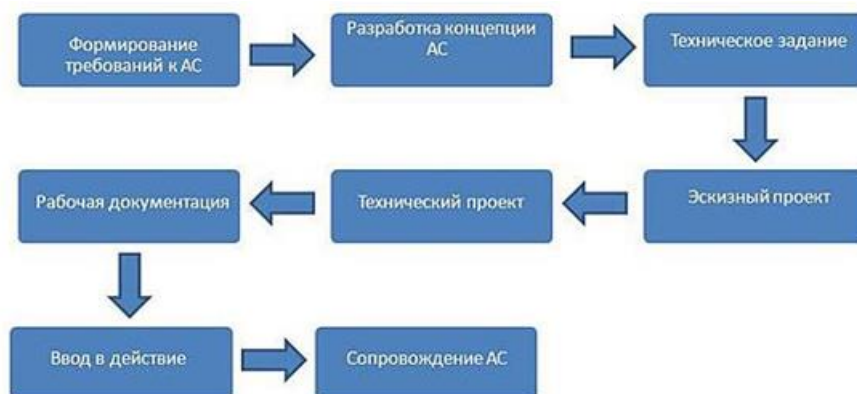 Формирование
требований к АС
Разработка концепции
АС
Техническое задание
Эскизный проект
Технический проект
Рабочая документация
Ввод в действие
Сопровождение АС